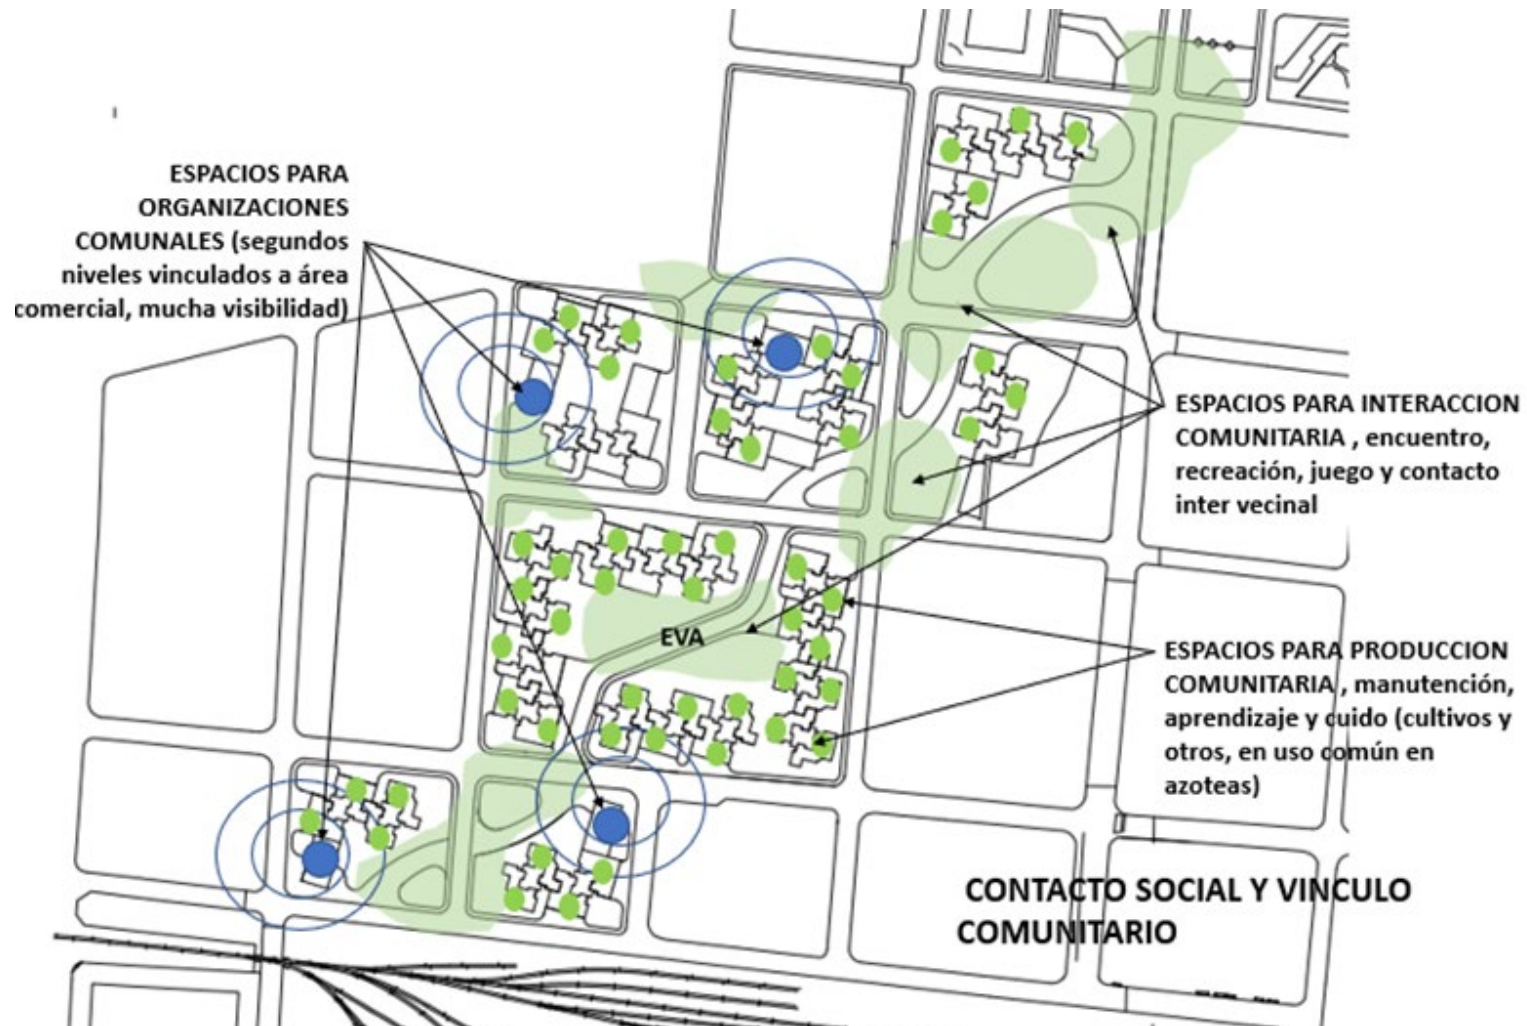 ESPACIOS PARA
ORGANIZACIONES
COMUNALES (segundos
niveles vinculados a área
comercial, mucha visibilidad)
ESPACIOS PARA INTERACCION
COMUNITARIA , encuentro,
recreación, juego y contacto
inter vecinal
EVA
ESPACIOS PARA PRODUCCION
COMUNITARIA , manutención,
aprendizaje y cuido (cultivos y
otros, en uso común en
azoteas)
CONTACTO SOCIAL Y VINCULO
COMUNITARIO